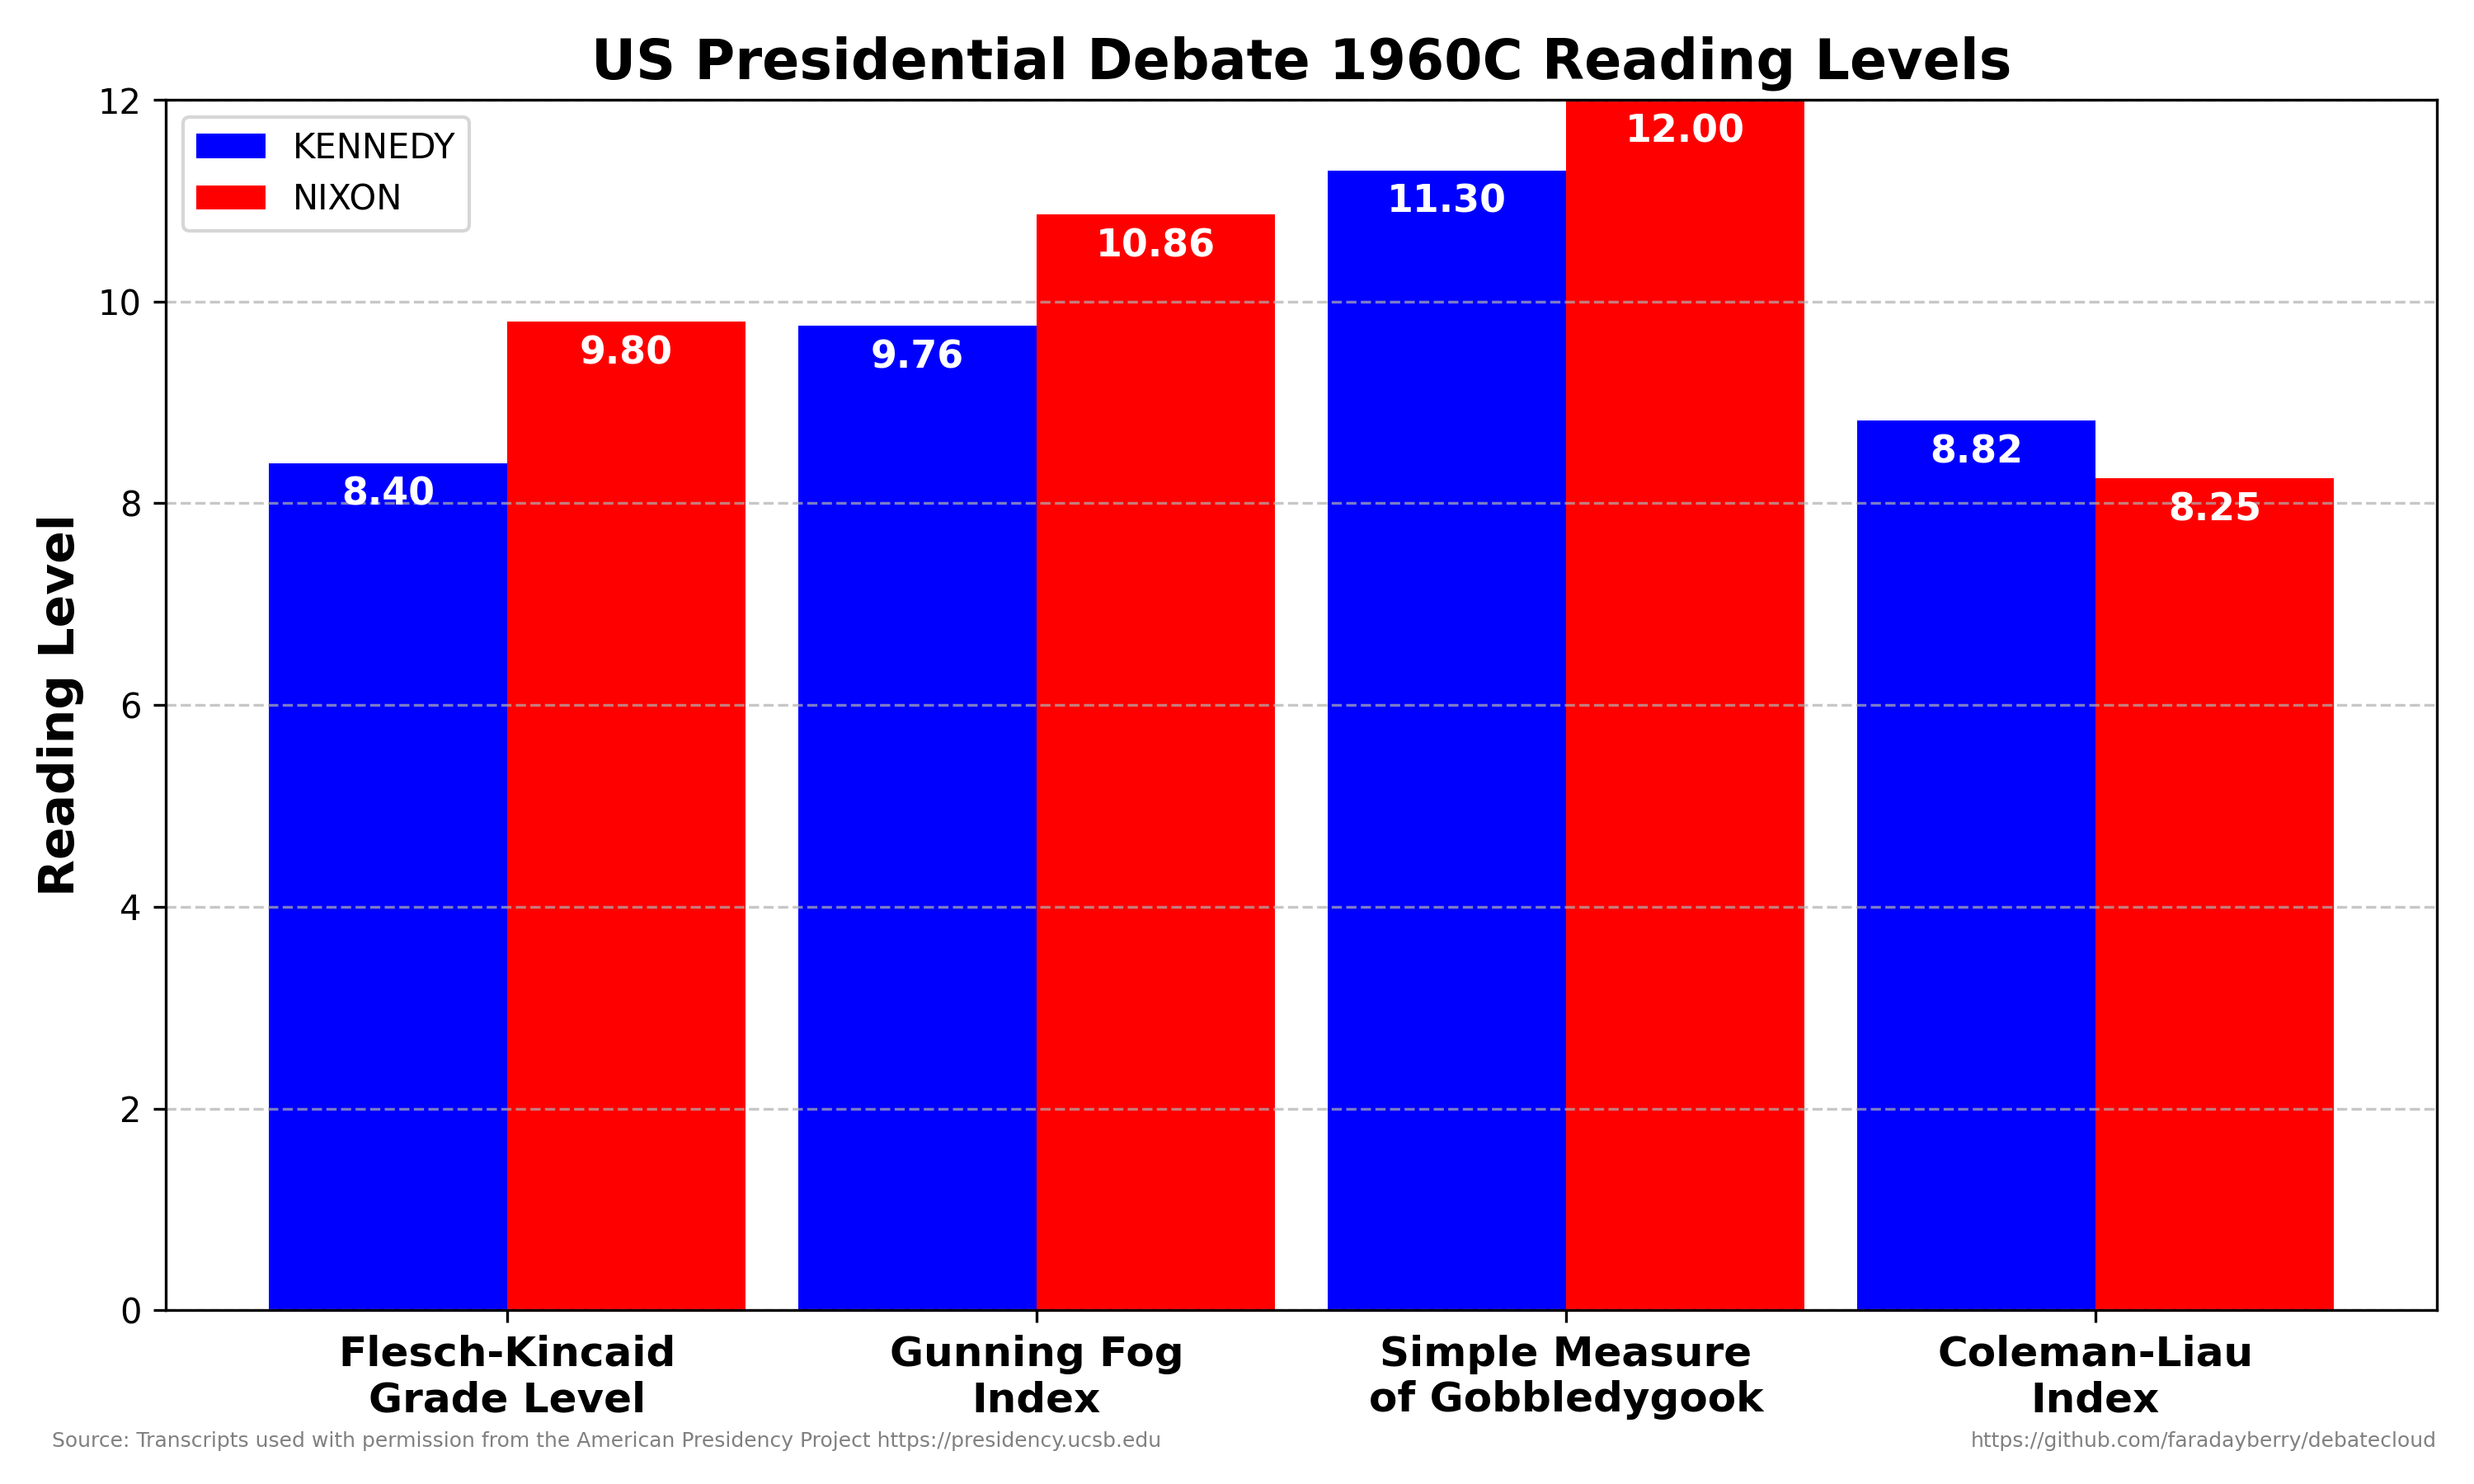 US Presidential Debate 1960C Reading Levels
KENNEDY
NIXON
Reading Level
12
10
8
6
4
2
0
8.40
9.80
9.76
10.86
11.30
12.00
8.82
8.25
Flesch-Kincaid
Grade Level
Gunning Fog
Index
Simple Measure
of Gobbledygook
Coleman-Liau
Index
Source: Transcripts used with permission from the American Presidency Project https://presidency.ucsb.edu
https://github.com/faradayberry/debatecloud